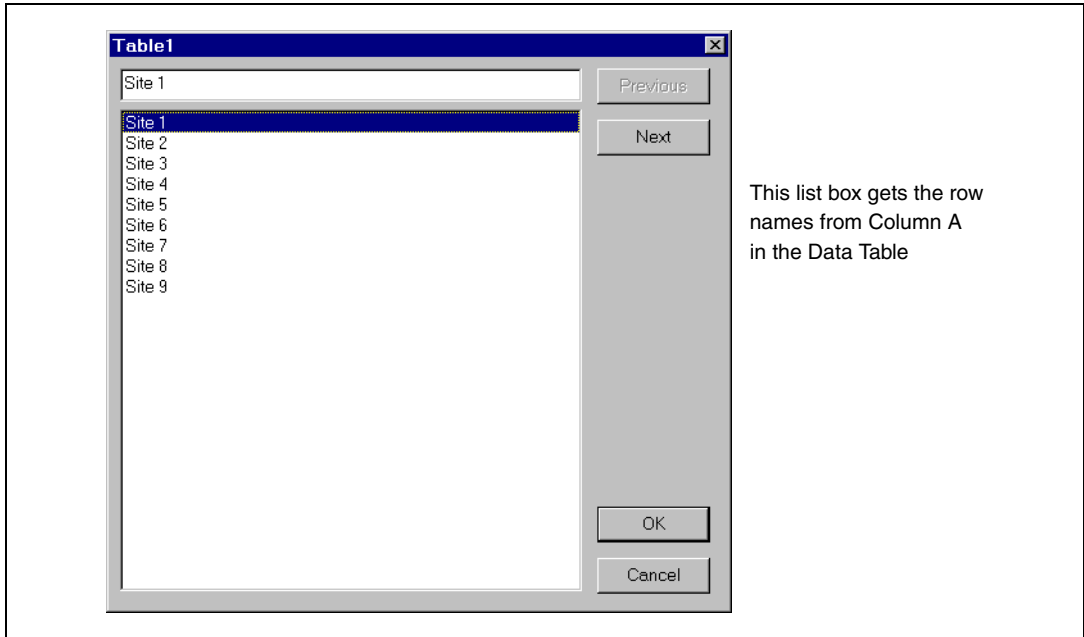 Table1
Site 1
Previous
Site 1
Site 2
Site 3
Site 4
Site 5
Site 6
Site 7
Site 8
Site 9
Next
This list box gets the row
names from Column A
in the Data Table
OK
Cancel